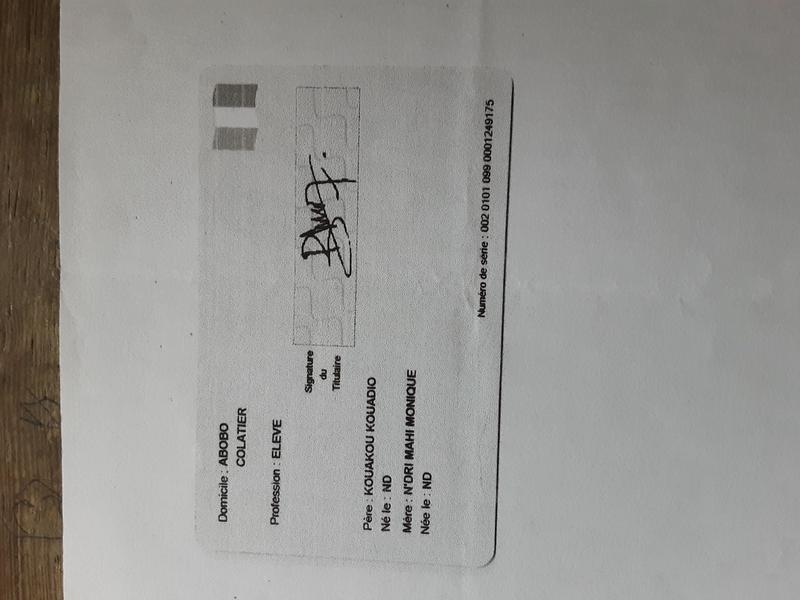 Domicile : ABOBO
COLATIER
Profession : ELEVE
Signature
du
Titulaire
Père : KOUAKOU KOUADIO
Né le : ND
Mère : N'DRI MAHI MONIQUE
Née le : ND
Numéro de série : 002 0101 099 0001249175